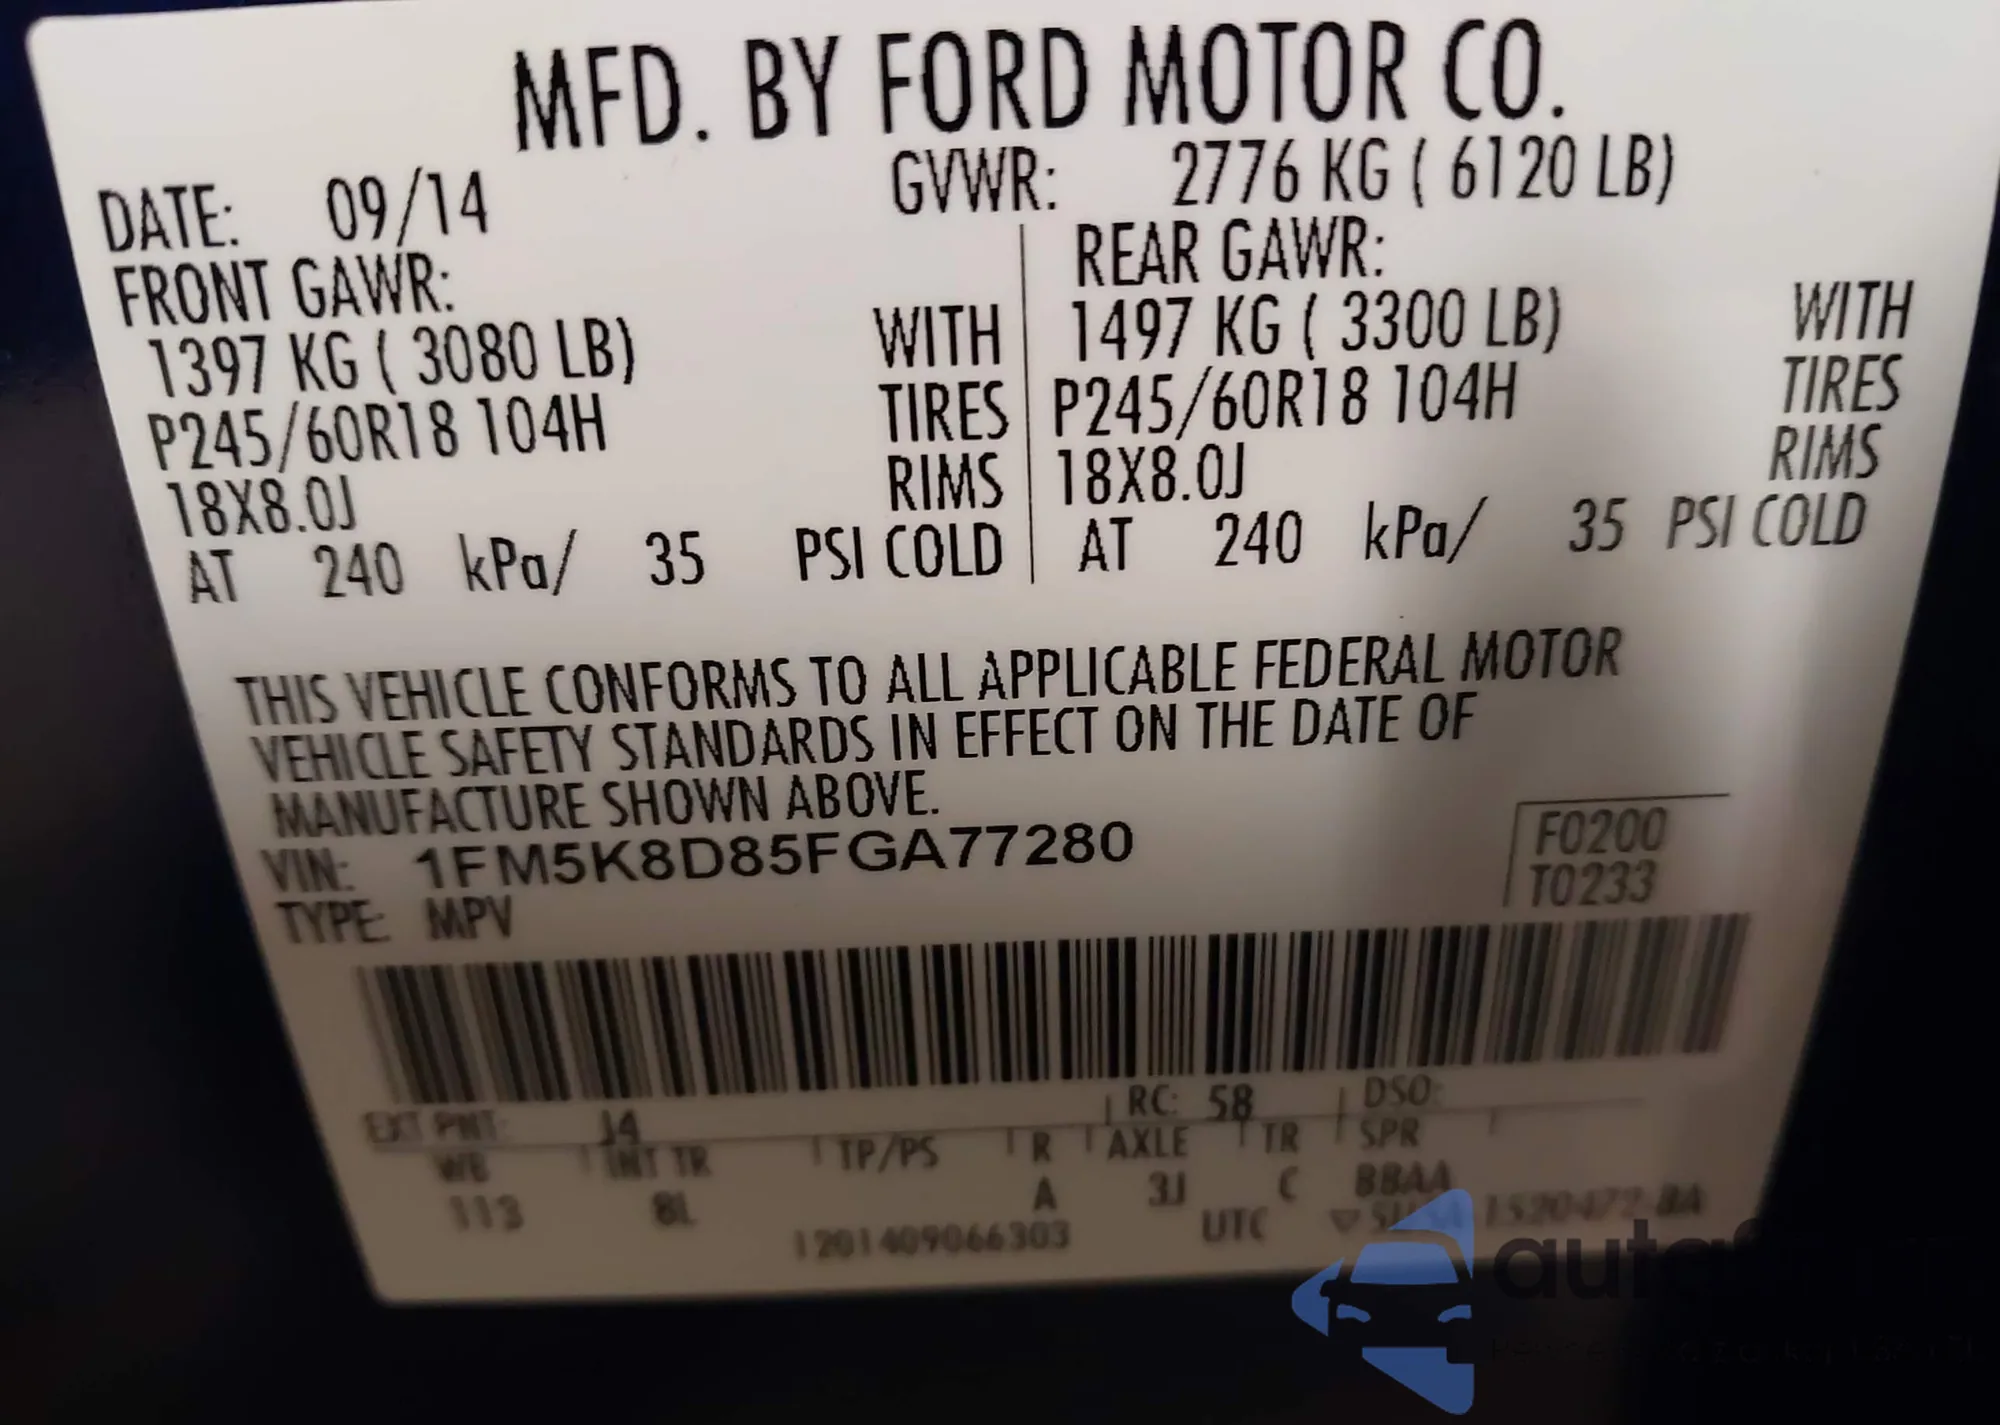 MFD. BY FORD MOTOR CO.
DATE: 09/14 GVWR: 2776 KG ( 6120 LB)
FRONT GAWR: REAR GAWR:
1397 KG ( 3080 LB) WITH 1497 KG ( 3300 LB) WITH
P245/60R18 104H TIRES P245/60R18 104H TIRES
18X8.0J RIMS 18X8.0J RIMS
AT 240 kPa/ 35 PSI COLD AT 240 kPa/ 35 PSI COLD
THIS VEHICLE CONFORMS TO ALL APPLICABLE FEDERAL MOTOR
VEHICLE SAFETY STANDARDS IN EFFECT ON THE DATE OF
MANUFACTURE SHOWN ABOVE.
VIN: 1FM5K8D85FGA77280 F0200
TYPE: MPV T0233
EXT PNT: J4 RC: 58 DSO:
WB INT TR TP/PS R AXLE TR SPR
113 8L A 3J C BBAA
1201409066303 UTC